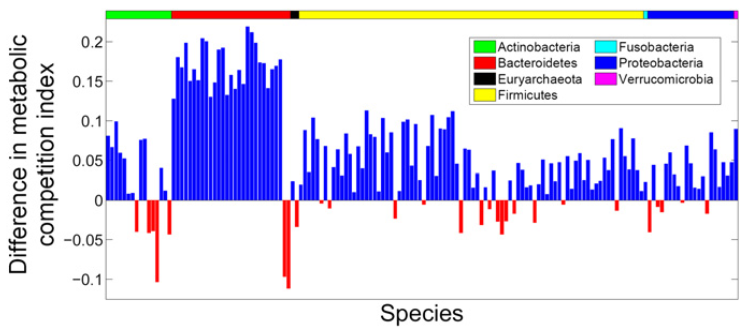 Difference in metabolic
competition index
0.2
0.15
0.1
0.05
0
−0.05
−0.1
Actinobacteria
Bacteroidetes
Euryarchaeota
Firmicutes
Fusobacteria
Proteobacteria
Verrucomicrobia
Species